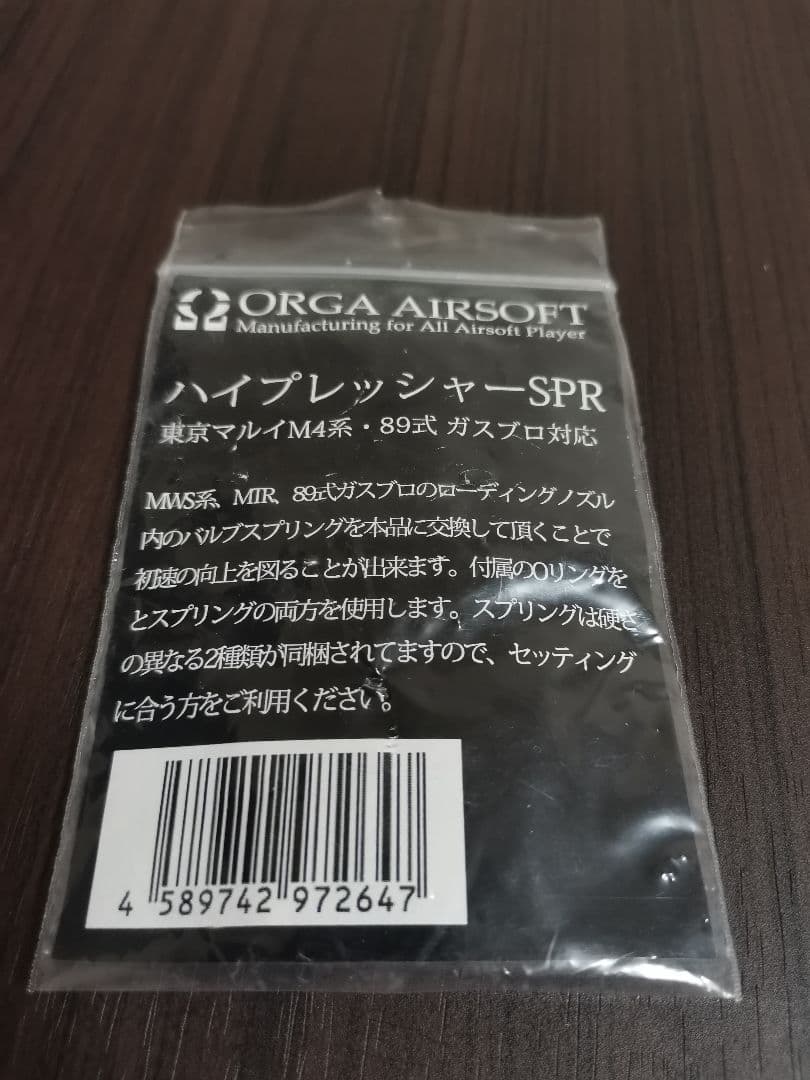 ORGA AIRSOFT
Manufacturing for All Airsoft Player
ハイプレッシャーSPR
東京マルイM4系・89式 ガスブロ対応
MWS系、MTR、89式ガスブロのローディングノズル
内のバルブスプリングを本品に交換して頂くことで
初速の向上を図ることが出来ます。付属のOリングを
とスプリングの両方を使用します。スプリングは硬さ
の異なる2種類が同梱されてますので、セッティング
に合う方をご利用ください。
4 589742 972647